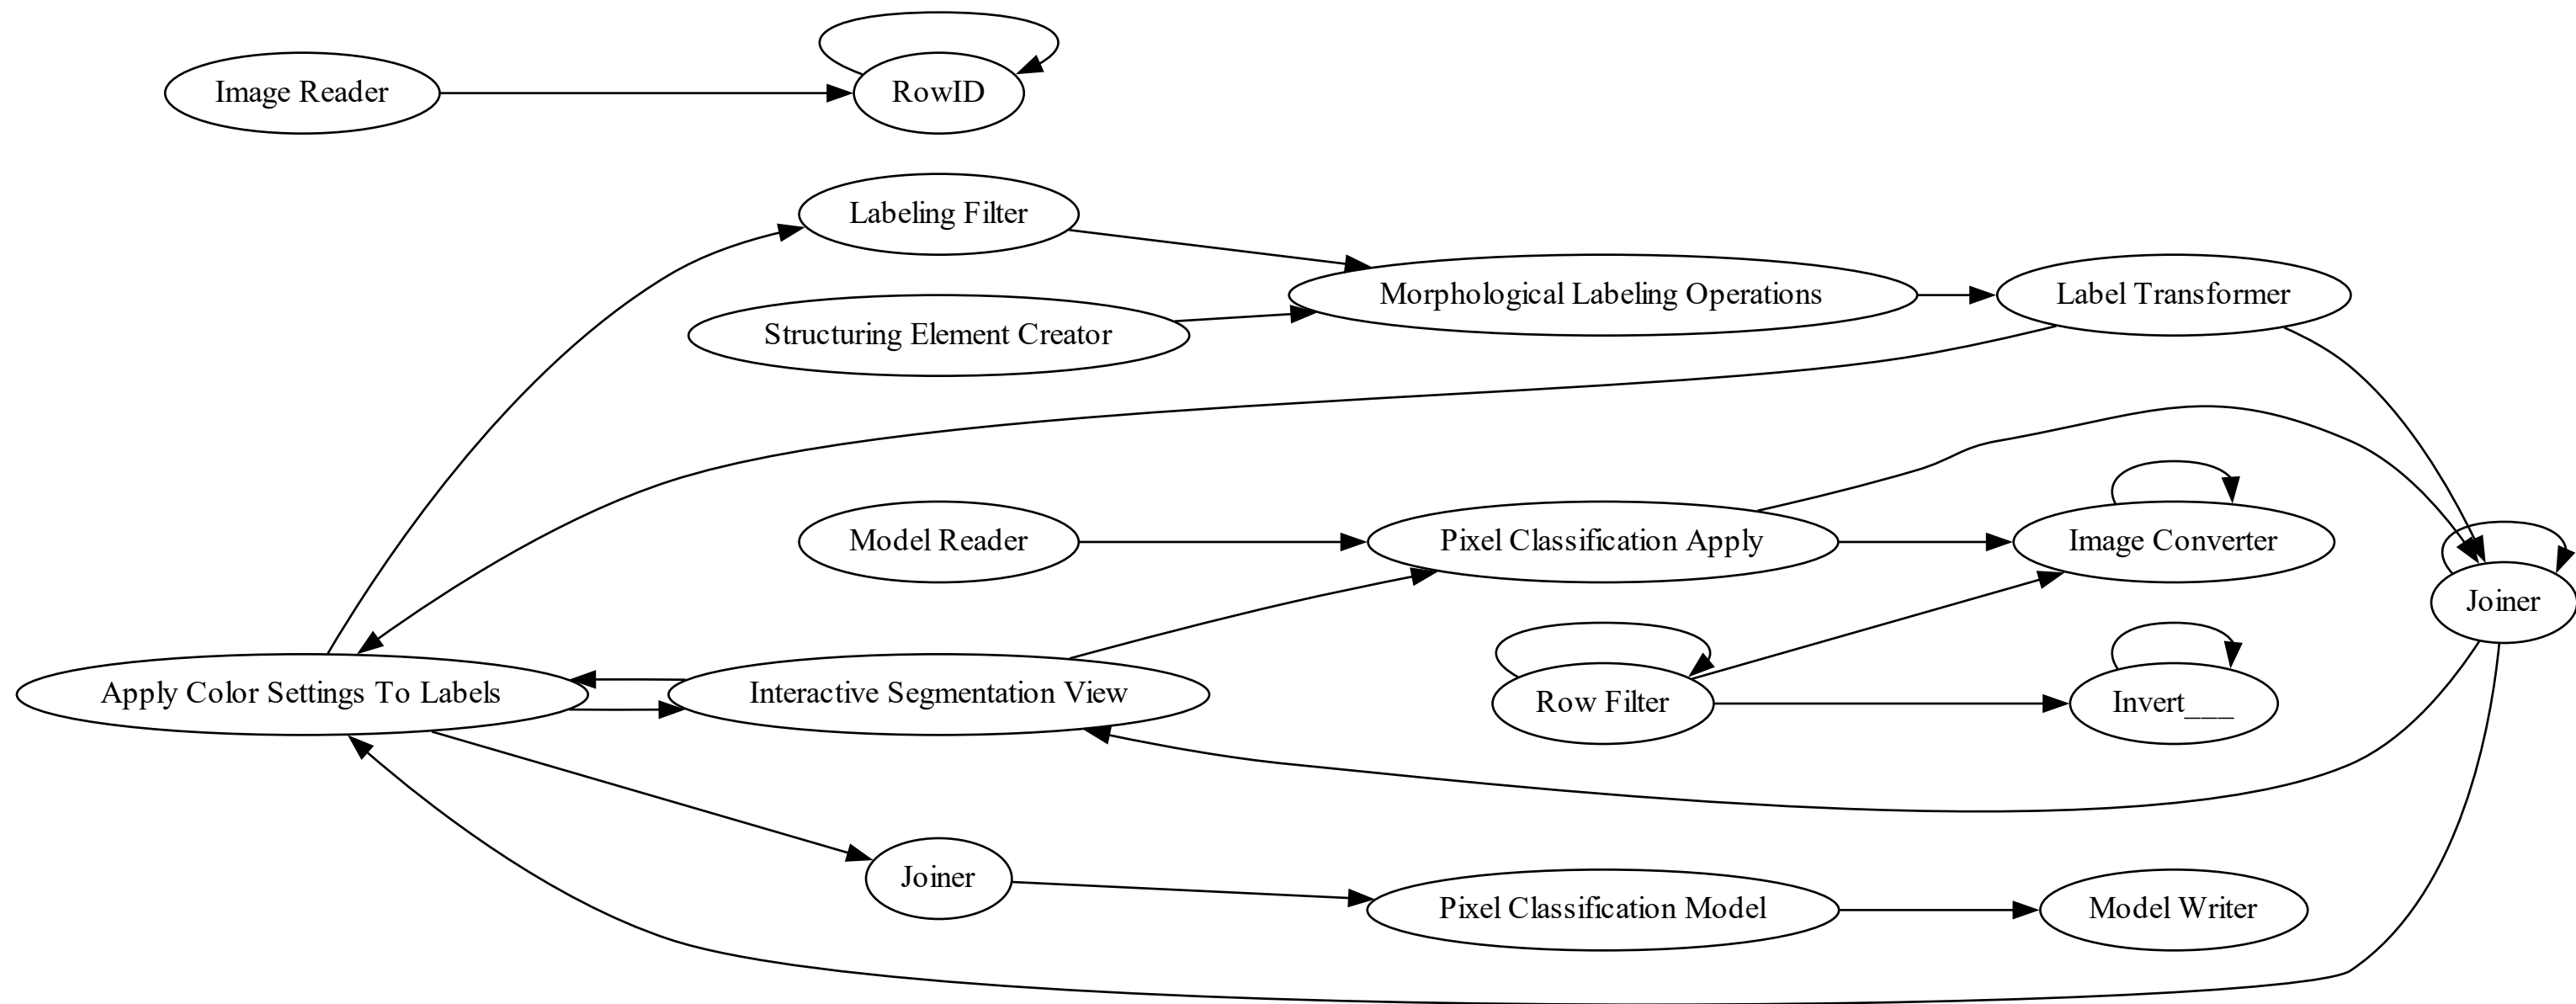 Image Reader
RowID
Labeling Filter
Structuring Element Creator
Morphological Labeling Operations
Label Transformer
Model Reader
Pixel Classification Apply
Image Converter
Joiner
Apply Color Settings To Labels
Interactive Segmentation View
Row Filter
Invert___
Joiner
Pixel Classification Model
Model Writer